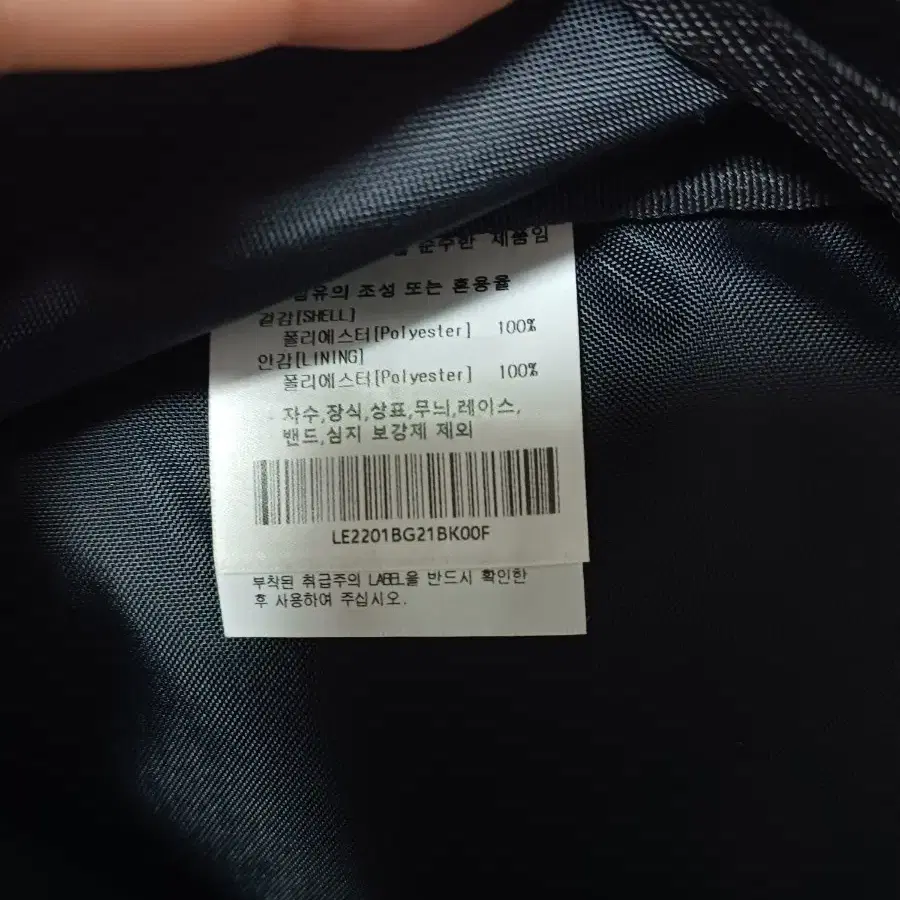 순수한 제품임
섬유의 조성 또는 혼용율
겉감[SHELL]
폴리에스터[Polyester] 100%
안감[LINING]
폴리에스터[Polyester] 100%
- 자수,장식,상표,무늬,레이스,
밴드,심지 보강제 제외
LE2201BG21BK00F
부착된 취급주의 LABEL을 반드시 확인한
후 사용하여 주십시오.